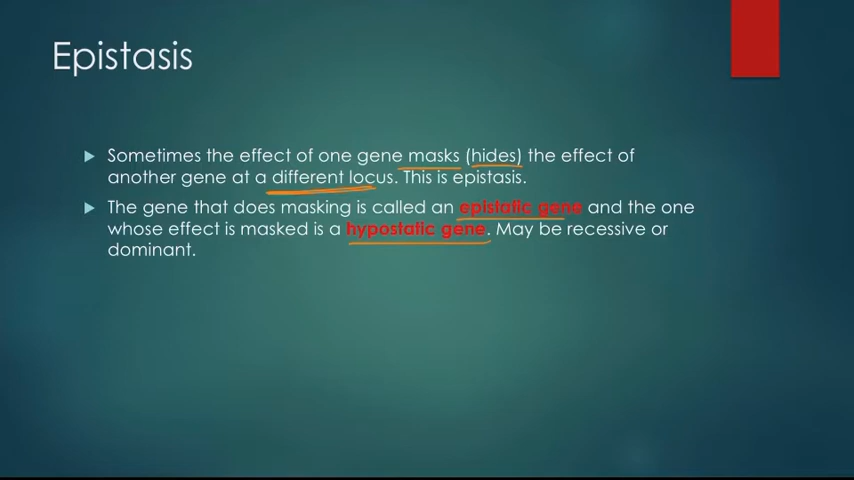 Epistasis
Sometimes the effect of one gene masks (hides) the effect of
another gene at a different locus. This is epistasis.
The gene that does masking is called an epistatic gene and the one
whose effect is masked is a hypostatic gene. May be recessive or
dominant.